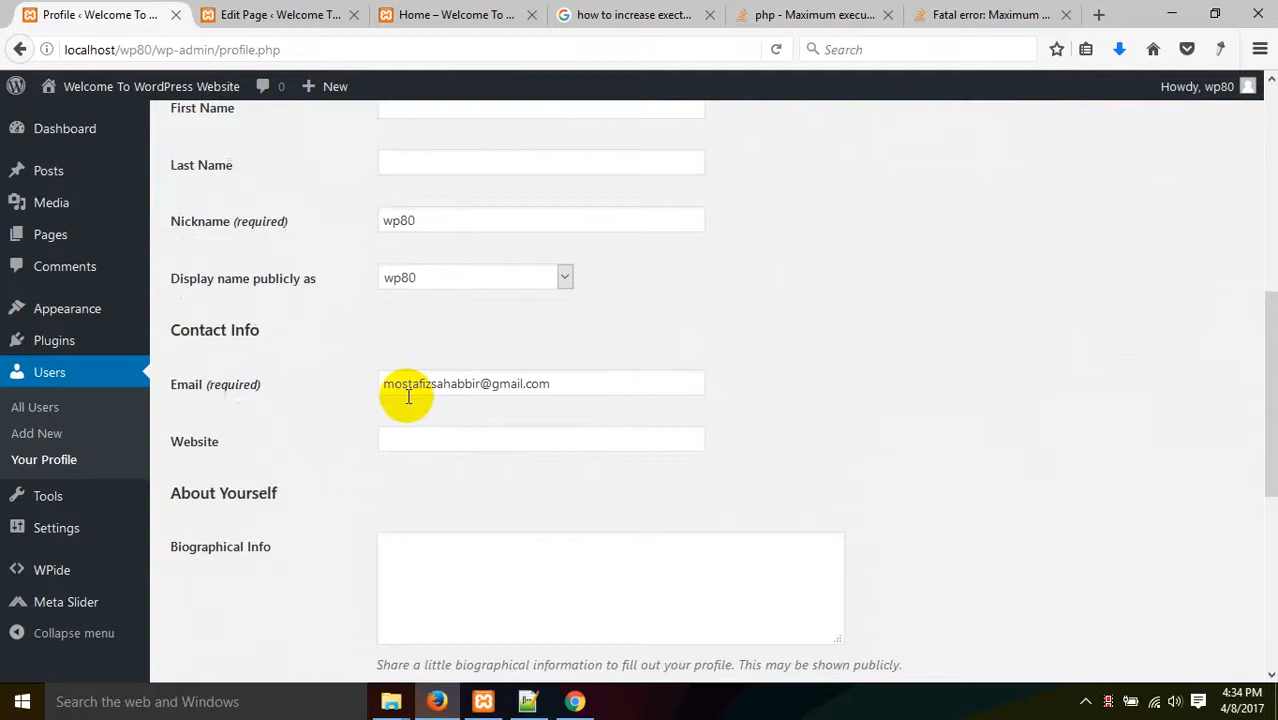 Profile ‹ Welcome To W
Edit Page ‹ Welcome T
Home – Welcome To W
how to increase exect
php - Maximum execu
Fatal error: Maximum
localhost/wp80/wp-admin/profile.php
Search
Welcome To WordPress Website
0
New
Howdy, wp80
Dashboard
Posts
Media
Pages
Comments
Appearance
Plugins
Users
All Users
Add New
Your Profile
Tools
Settings
WPide
Meta Slider
Collapse menu
First Name
Last Name
Nickname (required)
wp80
Display name publicly as
wp80
Contact Info
Email (required)
mostafizsahabbir@gmail.com
Website
About Yourself
Biographical Info
Share a little biographical information to fill out your profile. This may be shown publicly.
Search the web and Windows
4:34 PM
4/8/2017